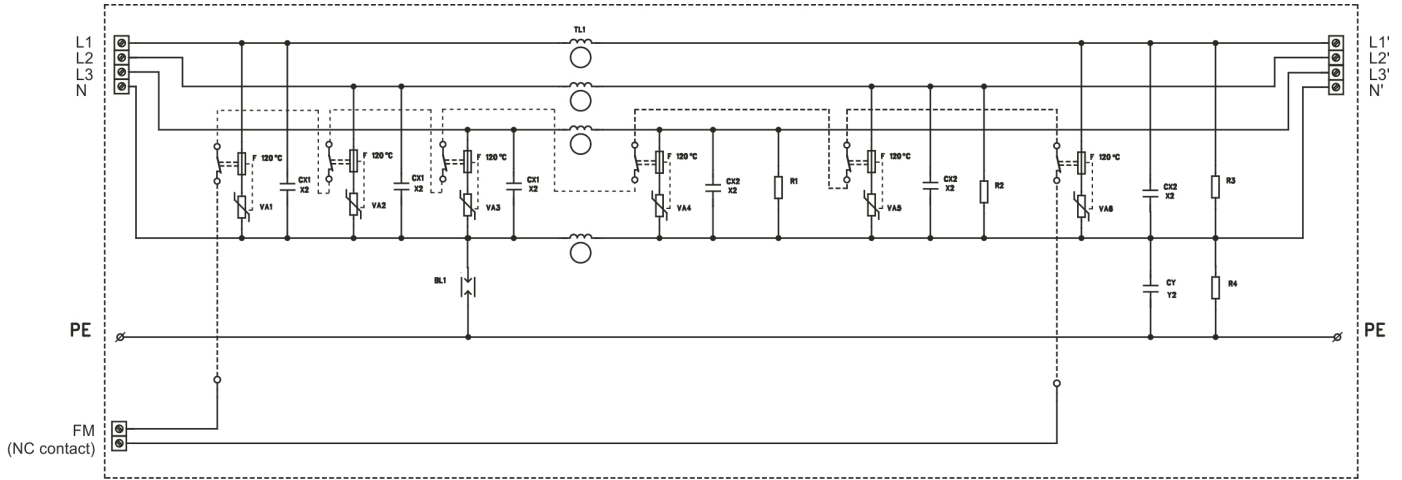 TL1
L1
L2
L3
N
L1'
L2'
L3'
N'
F 120°C
F 120°C
F 120°C
F 120°C
F 120°C
F 120°C
CX1
X2
CX1
X2
CX1
X2
CX2
X2
R1
CX2
X2
R2
CX2
X2
R3
VA1
VA2
VA3
VA4
VA5
VA6
BL1
CY
Y2
R4
PE
PE
FM
(NC contact)